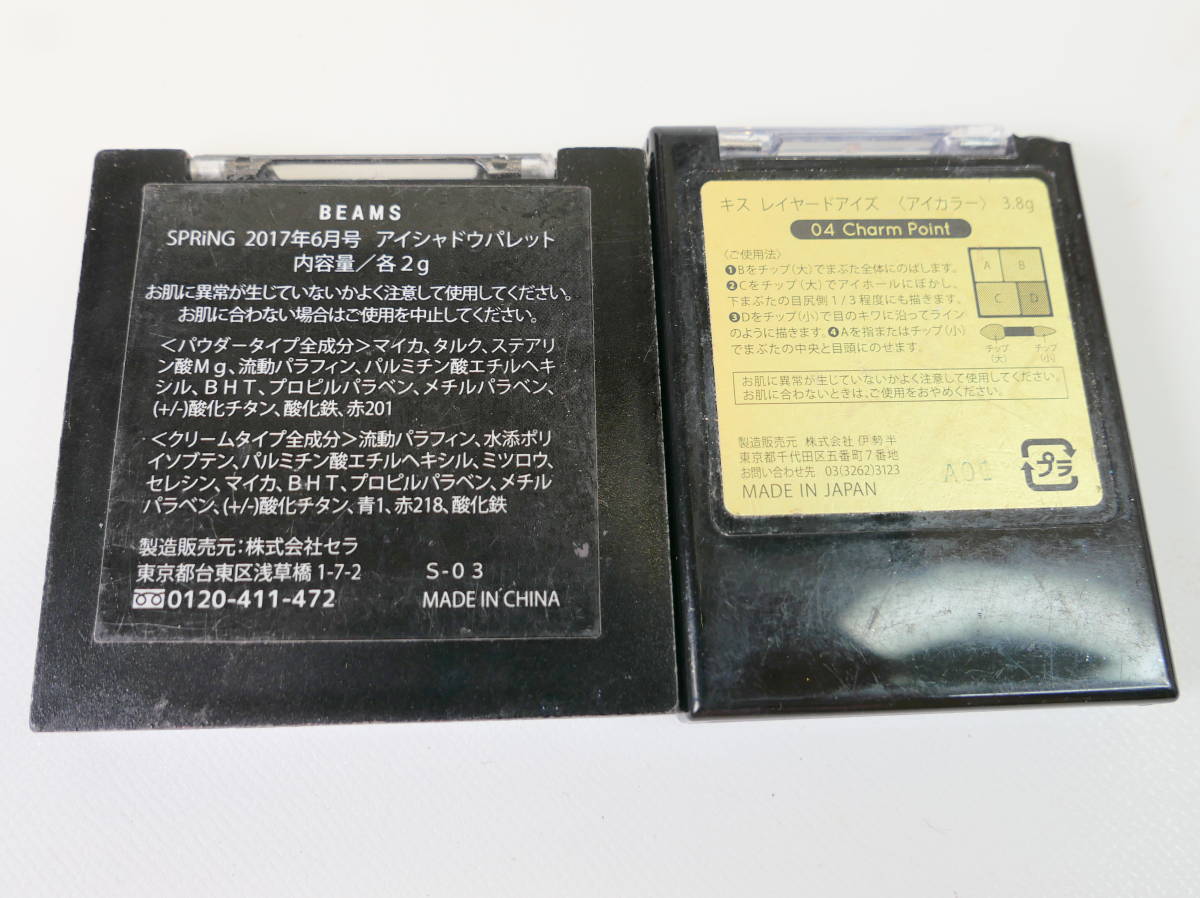 BEAMS
SPRiNG 2017年6月号 アイシャドウパレット
内容量／各2g
お肌に異常が生じていないかよく注意して使用してください。
お肌に合わない場合はご使用を中止してください。
＜パウダータイプ全成分＞マイカ、タルク、ステアリ
ン酸Mg、流動パラフィン、パルミチン酸エチルヘキ
シル、BHT、プロピルパラベン、メチルパラベン、
(+/-)酸化チタン、酸化鉄、赤201
＜クリームタイプ全成分＞流動パラフィン、水添ポリ
イソブテン、パルミチン酸エチルヘキシル、ミツロウ、
セレシン、マイカ、BHT、プロピルパラベン、メチル
パラベン、(+/-)酸化チタン、青1、赤218、酸化鉄
製造販売元：株式会社セラ
東京都台東区浅草橋1-7-2 S-03
0120-411-472 MADE IN CHINA
キス レイヤードアイズ 〈アイカラー〉 3.8g
04 Charm Point
〈ご使用法〉
❶Bをチップ(大)でまぶた全体にのばします。
❷Cをチップ(大)でアイホールにぼかし、
下まぶたの目尻側1/3程度にも描きます。
❸Dをチップ(小)で目のキワに沿ってライン
のように描きます。❹Aを指またはチップ(小)
でまぶたの中央と目頭にのせます。
A B
C D
チップ(大) チップ(小)
お肌に異常が生じていないかよく注意して使用してください。
お肌に合わないときは、ご使用をおやめください。
製造販売元 株式会社 伊勢半
東京都千代田区五番町7番地
お問い合わせ先 03(3262)3123
MADE IN JAPAN
プラ